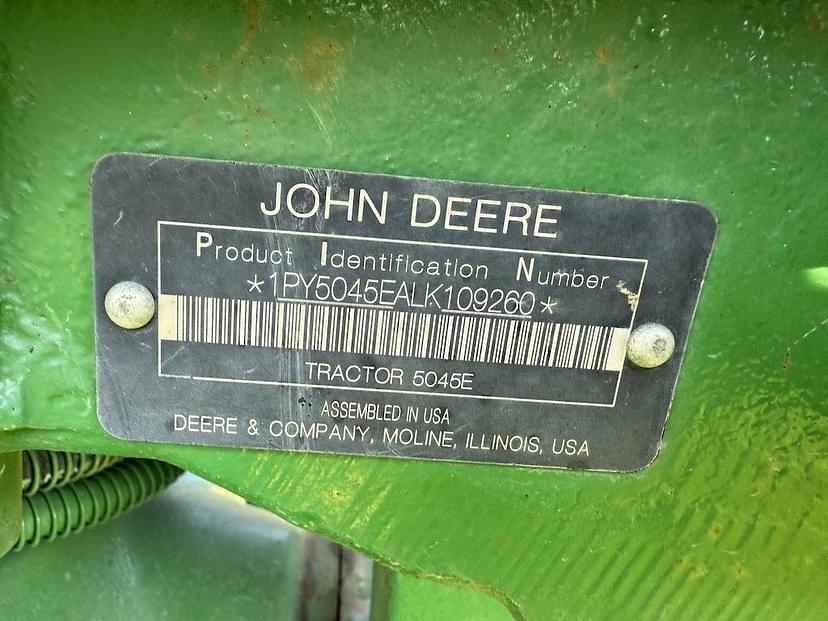 JOHN DEERE
Product Identification Number
*1PY5045EALK109260*
TRACTOR 5045E
ASSEMBLED IN USA
DEERE & COMPANY, MOLINE, ILLINOIS, USA